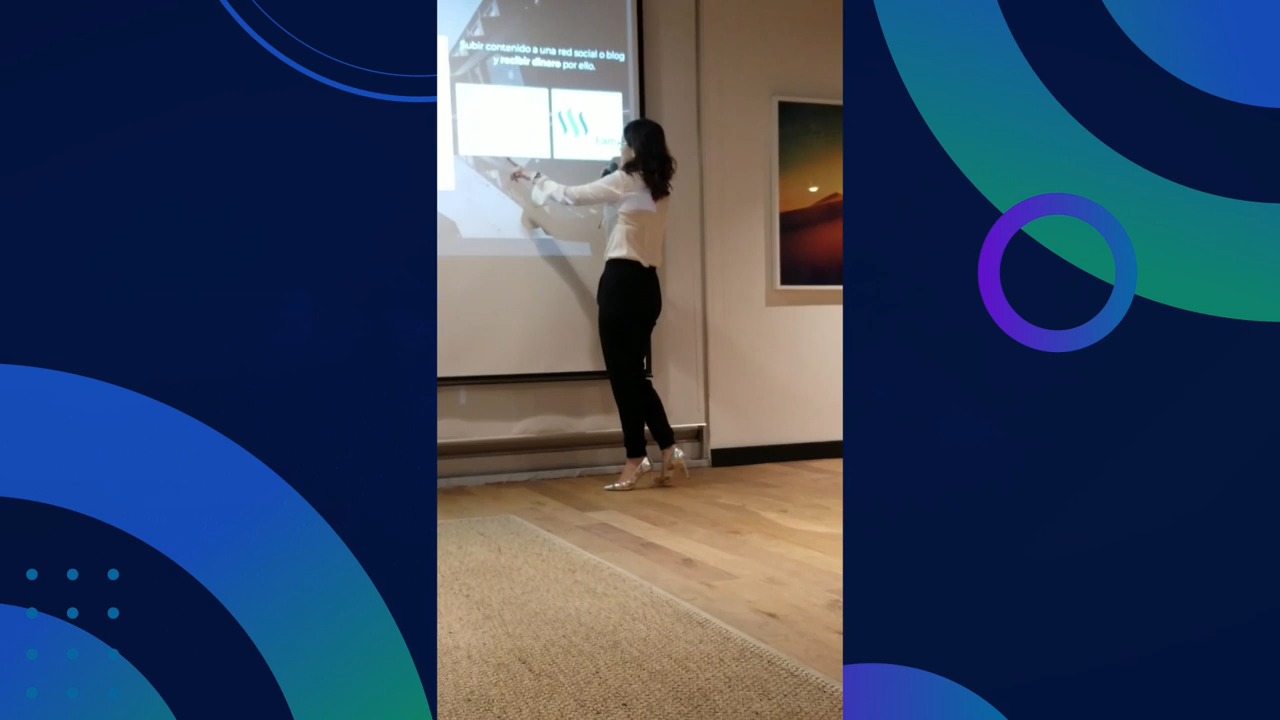 Subir contenido a una red social o blog
y recibir dinero por ello.